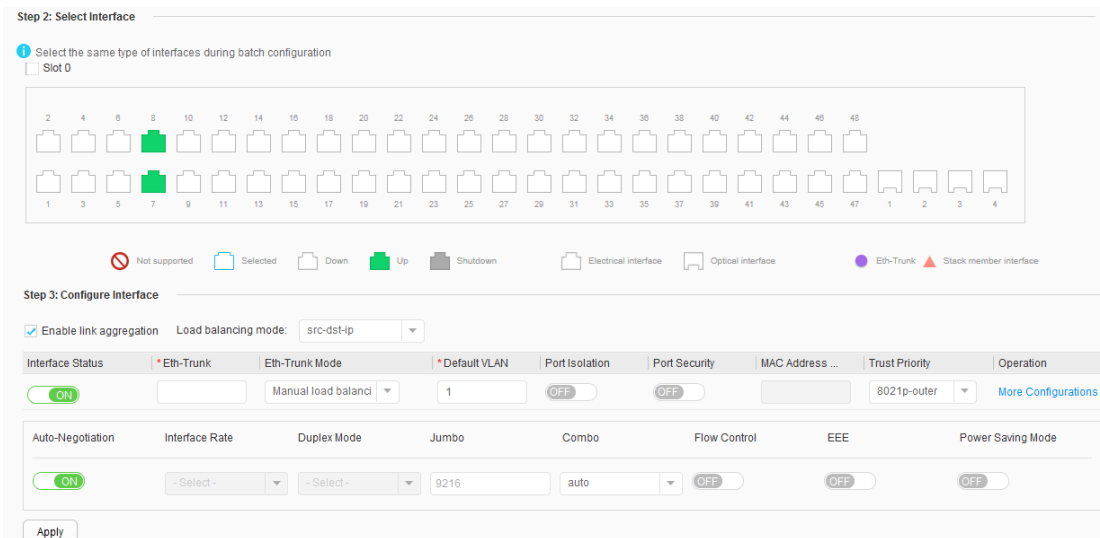 Step 2: Select Interface
Select the same type of interfaces during batch configuration
Slot 0
2 4 6 8 10 12 14 16 18 20 22 24 26 28 30 32 34 36 38 40 42 44 46 48
1 3 5 7 9 11 13 15 17 19 21 23 25 27 29 31 33 35 37 39 41 43 45 47 1 2 3 4
Not supported Selected Down Up Shutdown Electrical interface Optical interface Eth-Trunk Stack member interface
Step 3: Configure Interface
Enable link aggregation Load balancing mode: src-dst-ip
Interface Status *Eth-Trunk Eth-Trunk Mode *Default VLAN Port Isolation Port Security MAC Address ... Trust Priority Operation
ON Manual load balanci 1 OFF OFF 8021p-outer More Configurations
Auto-Negotiation Interface Rate Duplex Mode Jumbo Combo Flow Control EEE Power Saving Mode
ON - Select - - Select - 9216 auto OFF OFF OFF
Apply